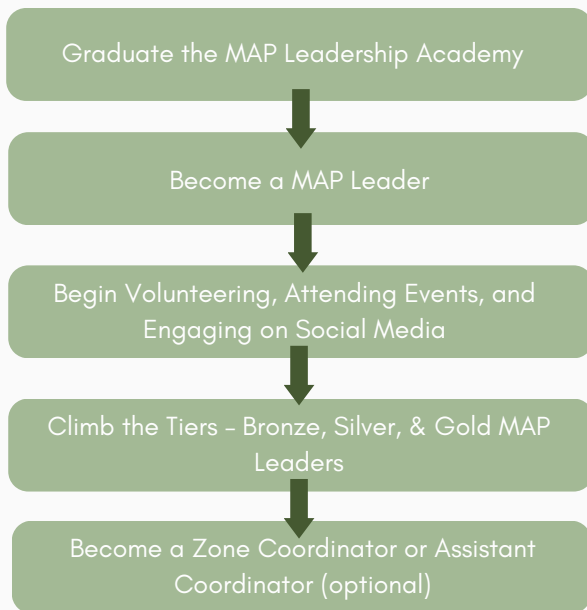 Graduate the MAP Leadership Academy
Become a MAP Leader
Begin Volunteering, Attending Events, and
Engaging on Social Media
Climb the Tiers - Bronze, Silver, & Gold MAP
Leaders
Become a Zone Coordinator or Assistant
Coordinator (optional)